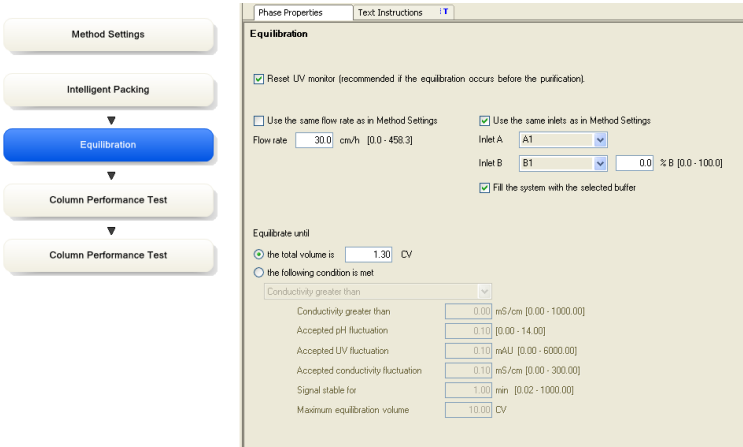 Method Settings
Intelligent Packing
Equilibration
Column Performance Test
Column Performance Test
Phase Properties
Text Instructions
T
Equilibration
Reset UV monitor (recommended if the equilibration occurs before the purification).
Use the same flow rate as in Method Settings
Flow rate 30.0 cm/h [0.0 - 458.3]
Use the same inlets as in Method Settings
Inlet A A1
Inlet B B1 0.0 % B [0.0 - 100.0]
Fill the system with the selected buffer
Equilibrate until
the total volume is 1.30 CV
the following condition is met
Conductivity greater than
Conductivity greater than 0.00 mS/cm [0.00 - 1000.00]
Accepted pH fluctuation 0.10 [0.00 - 14.00]
Accepted UV fluctuation 0.10 mAU [0.00 - 6000.00]
Accepted conductivity fluctuation 0.10 mS/cm [0.00 - 300.00]
Signal stable for 1.00 min [0.02 - 1000.00]
Maximum equilibration volume 10.00 CV